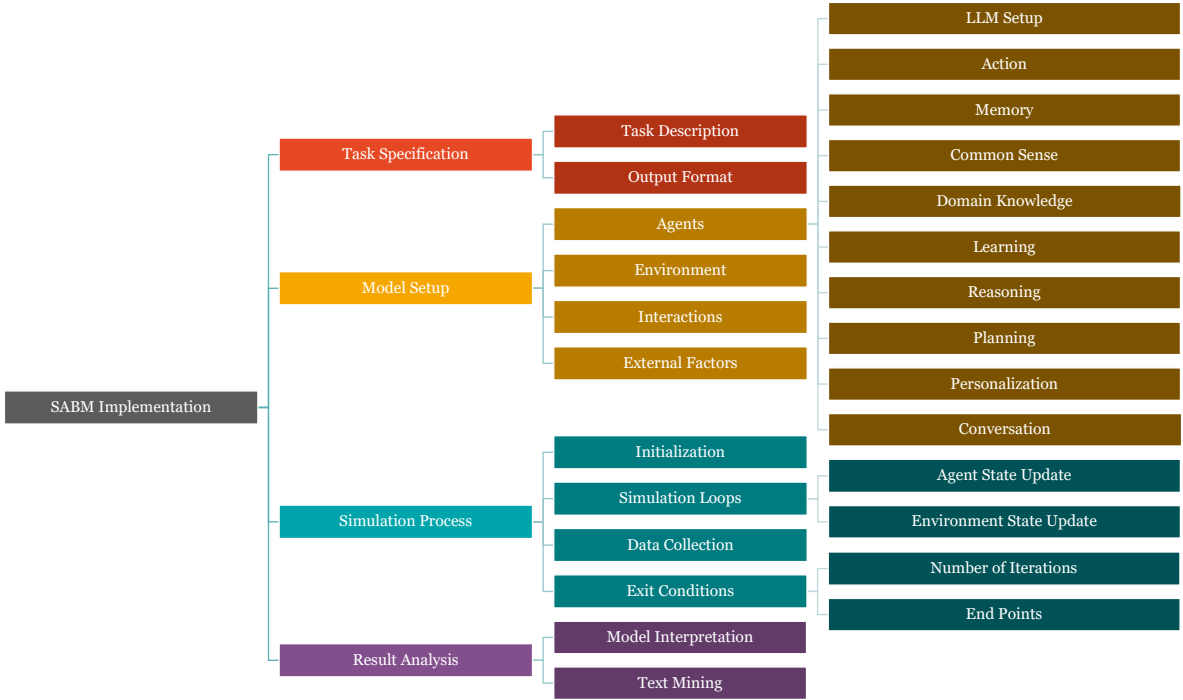 SABM Implementation
Task Specification
Task Description
Output Format
Model Setup
Agents
LLM Setup
Action
Memory
Common Sense
Domain Knowledge
Learning
Reasoning
Planning
Personalization
Conversation
Environment
Interactions
External Factors
Simulation Process
Initialization
Simulation Loops
Agent State Update
Environment State Update
Data Collection
Exit Conditions
Number of Iterations
End Points
Result Analysis
Model Interpretation
Text Mining